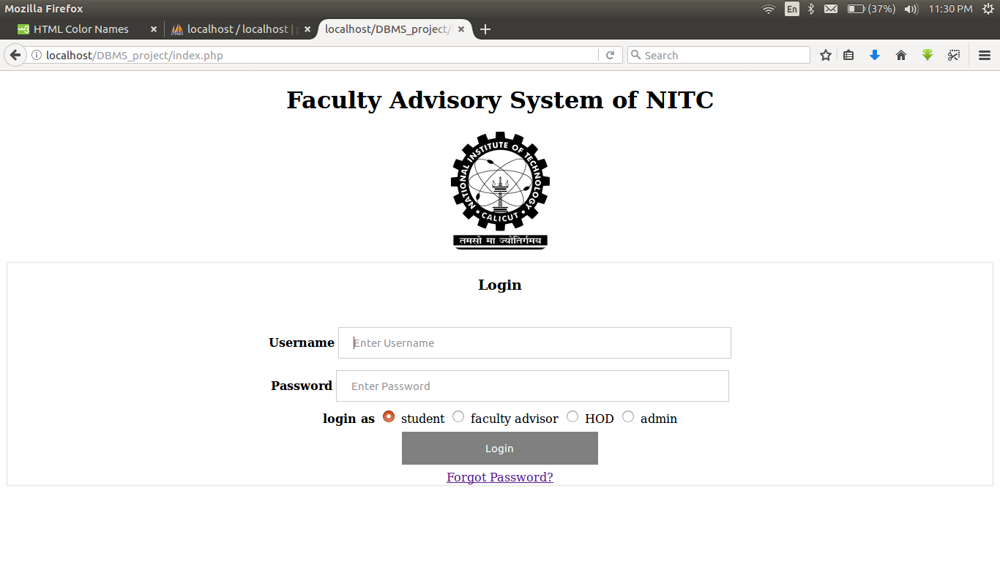 Mozilla Firefox
En
(37%)
11:30 PM
HTML Color Names
localhost / localhost |
localhost/DBMS_project/
localhost/DBMS_project/index.php
Search
Faculty Advisory System of NITC
NATIONAL INSTITUTE OF TECHNOLOGY
CALICUT
तमसो मा ज्योतिर्गमय
Login
Username
Enter Username
Password
Enter Password
login as student faculty advisor HOD admin
Login
Forgot Password?